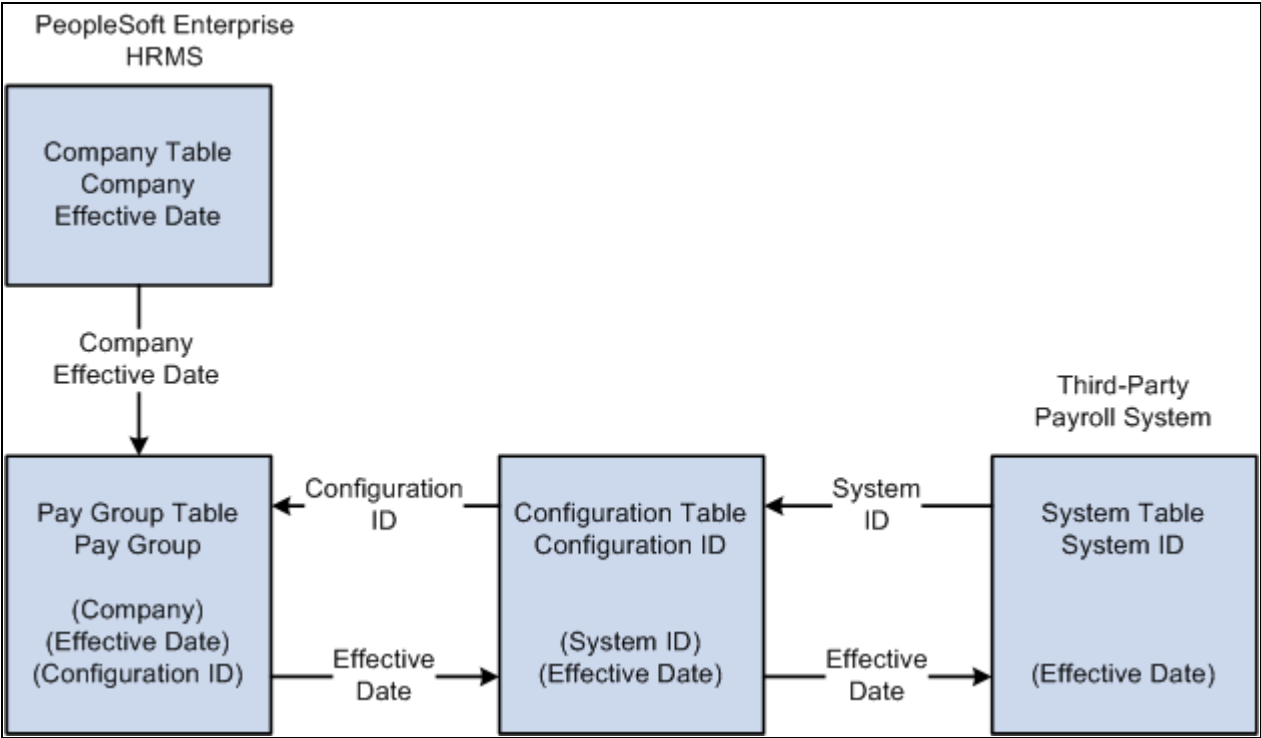 PeopleSoft Enterprise
HRMS
Company Table
Company
Effective Date
Company
Effective Date
Third-Party
Payroll System
Pay Group Table
Pay Group
(Company)
(Effective Date)
(Configuration ID)
Configuration
ID
Effective
Date
Configuration Table
Configuration ID
(System ID)
(Effective Date)
System
ID
Effective
Date
System Table
System ID
(Effective Date)